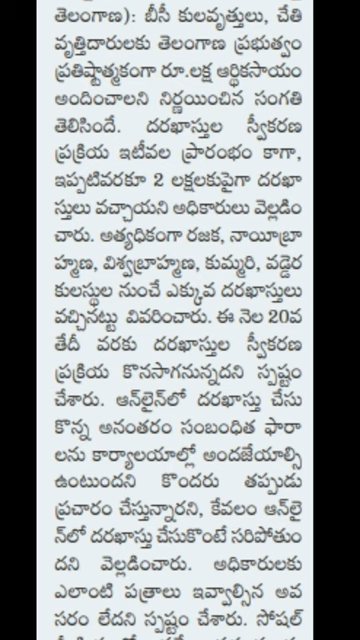 తెలంగాణ): బీసీ కులవృత్తులు, చేతి
వృత్తిదారులకు తెలంగాణ ప్రభుత్వం
ప్రతిష్టాత్మకంగా రూ.లక్ష ఆర్థికసాయం
అందించాలని నిర్ణయించిన సంగతి
తెలిసిందే. దరఖాస్తుల స్వీకరణ
ప్రక్రియ ఇటీవల ప్రారంభం కాగా,
ఇప్పటివరకూ 2 లక్షలకుపైగా దరఖా
స్తులు వచ్చాయని అధికారులు వెల్లడిం
చారు. అత్యధికంగా రజక, నాయీబ్రా
హ్మణ, విశ్వబ్రాహ్మణ, కుమ్మరి, వడ్డెర
కులస్థుల నుంచే ఎక్కువ దరఖాస్తులు
వచ్చినట్టు వివరించారు. ఈ నెల 20వ
తేదీ వరకు దరఖాస్తుల స్వీకరణ
ప్రక్రియ కొనసాగనున్నదని స్పష్టం
చేశారు. ఆన్‌లైన్‌లో దరఖాస్తు చేసు
కొన్న అనంతరం సంబంధిత ఫారా
లను కార్యాలయాల్లో అందజేయాల్సి
ఉంటుందని కొందరు తప్పుడు
ప్రచారం చేస్తున్నారని, కేవలం ఆన్‌లై
న్‌లో దరఖాస్తు చేసుకొంటే సరిపోతుం
దని వెల్లడించారు. అధికారులకు
ఎలాంటి పత్రాలు ఇవ్వాల్సిన అవ
సరం లేదని స్పష్టం చేశారు. సోషల్